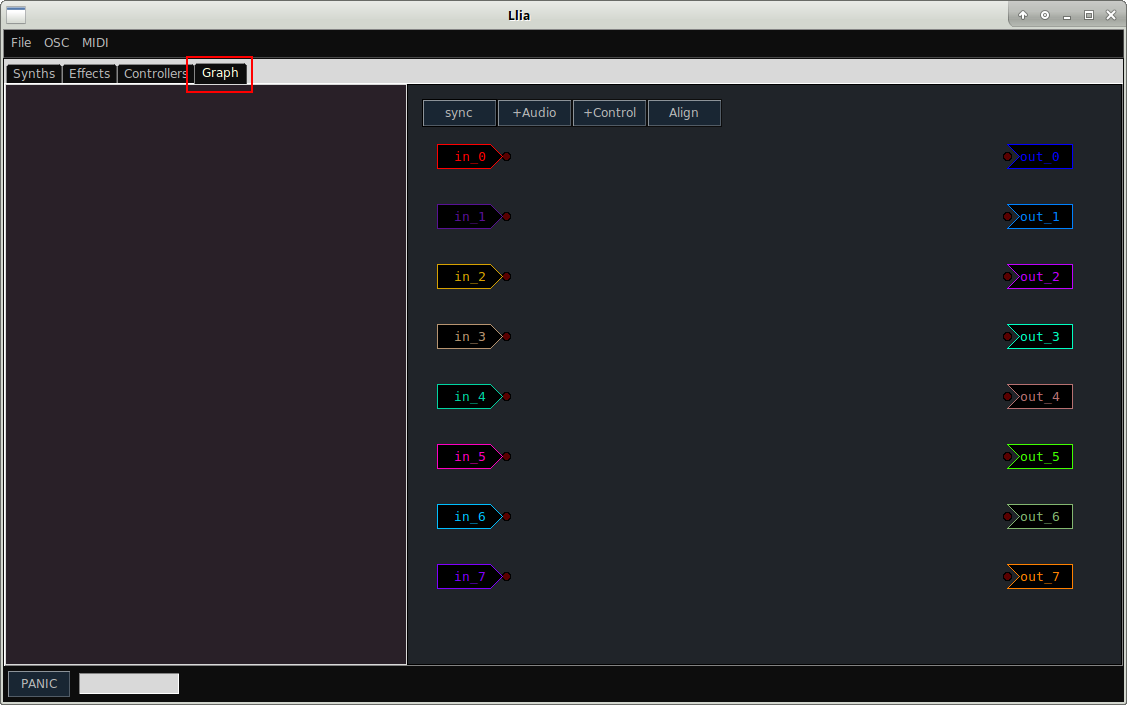 Llia
File OSC MIDI
Synths Effects Controllers Graph
sync +Audio +Control Align
in_0 out_0
in_1 out_1
in_2 out_2
in_3 out_3
in_4 out_4
in_5 out_5
in_6 out_6
in_7 out_7
PANIC